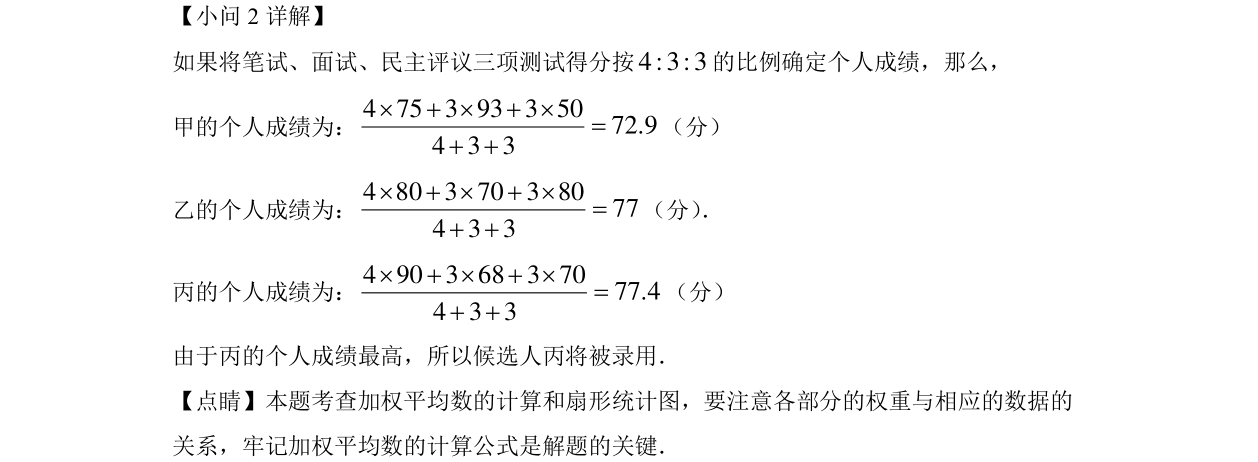 【小问 2 详解】
如果将笔试、面试、民主评议三项测试得分按 4:3:3 的比例确定个人成绩，那么，
甲的个人成绩为：$\frac{4×75+3×93+3×50}{4+3+3}=72.9$（分）
乙的个人成绩为：$\frac{4×80+3×70+3×80}{4+3+3}=77$（分）.
丙的个人成绩为：$\frac{4×90+3×68+3×70}{4+3+3}=77.4$（分）
由于丙的个人成绩最高，所以候选人丙将被录用．
【点睛】本题考查加权平均数的计算和扇形统计图，要注意各部分的权重与相应的数据的
关系，牢记加权平均数的计算公式是解题的关键．